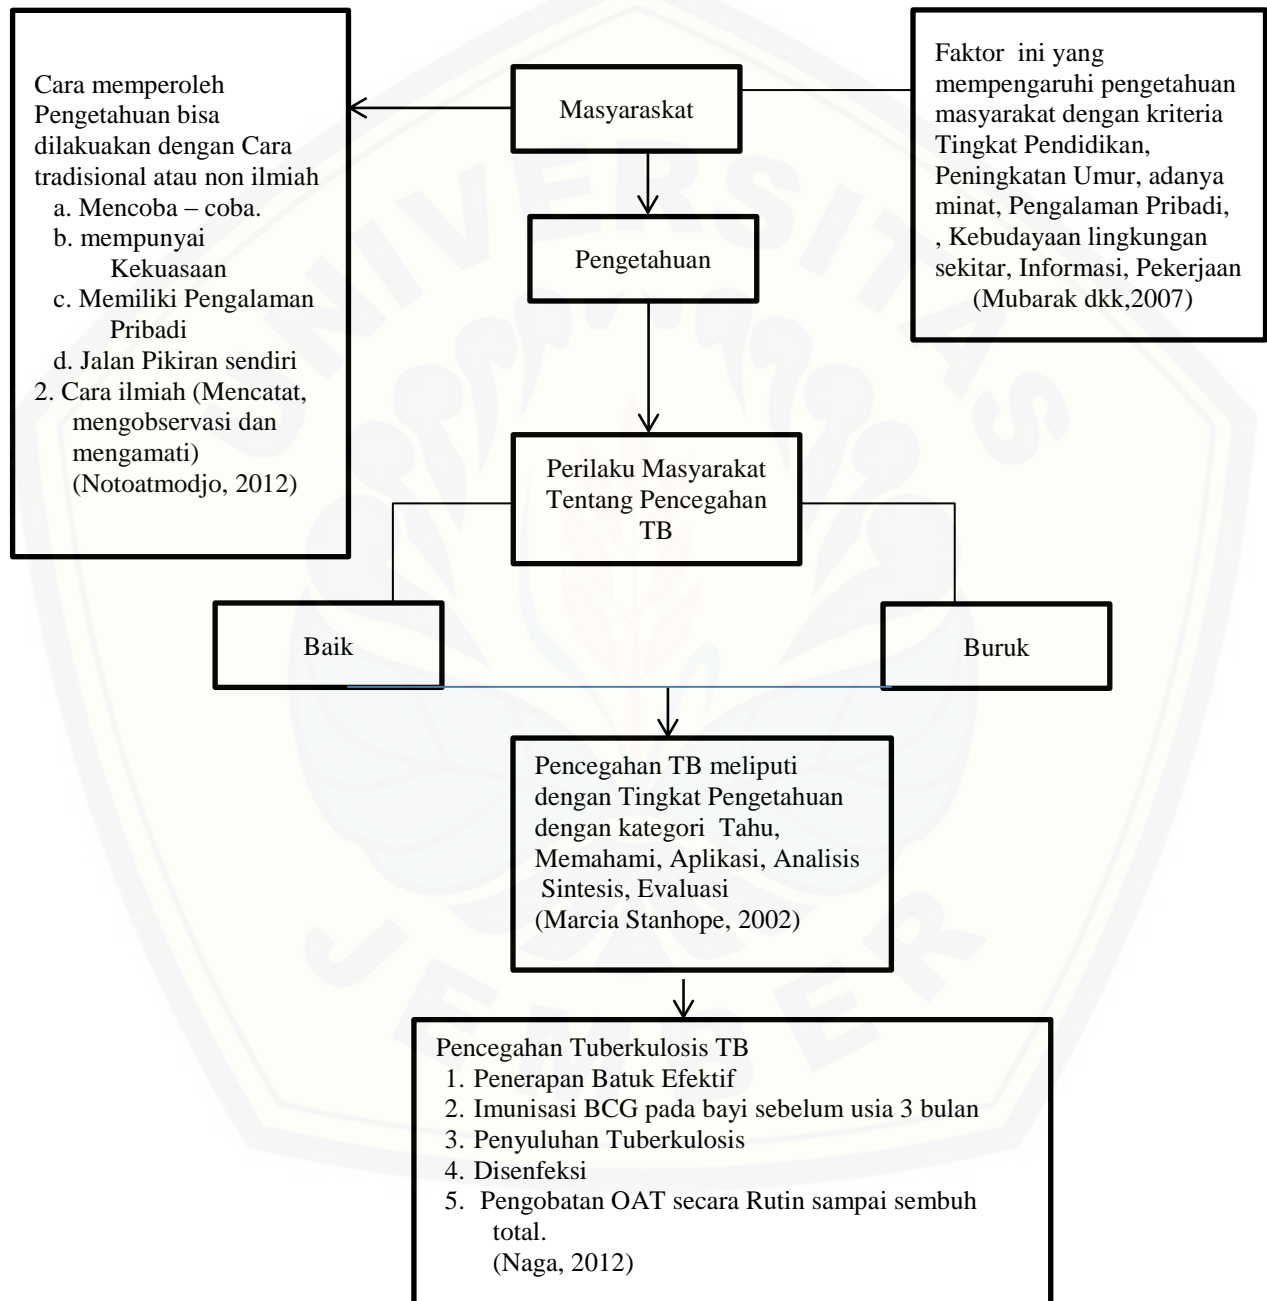 Cara memperoleh
Pengetahuan bisa
dilakuakan dengan Cara
tradisional atau non ilmiah
a. Mencoba – coba.
b. mempunyai
Kekuasaan
c. Memiliki Pengalaman
Pribadi
d. Jalan Pikiran sendiri
2. Cara ilmiah (Mencatat,
mengobservasi dan
mengamati)
(Notoatmodjo, 2012)
Masyaraskat
Faktor ini yang
mempengaruhi pengetahuan
masyarakat dengan kriteria
Tingkat Pendidikan,
Peningkatan Umur, adanya
minat, Pengalaman Pribadi,
, Kebudayaan lingkungan
sekitar, Informasi, Pekerjaan
(Mubarak dkk,2007)
Pengetahuan
Perilaku Masyarakat
Tentang Pencegahan
TB
Baik
Buruk
Pencegahan TB meliputi
dengan Tingkat Pengetahuan
dengan kategori Tahu,
Memahami, Aplikasi, Analisis
Sintesis, Evaluasi
(Marcia Stanhope, 2002)
Pencegahan Tuberkulosis TB
1. Penerapan Batuk Efektif
2. Imunisasi BCG pada bayi sebelum usia 3 bulan
3. Penyuluhan Tuberkulosis
4. Disenfeksi
5. Pengobatan OAT secara Rutin sampai sembuh
total.
(Naga, 2012)
UNIVERSITAS
JEMBER